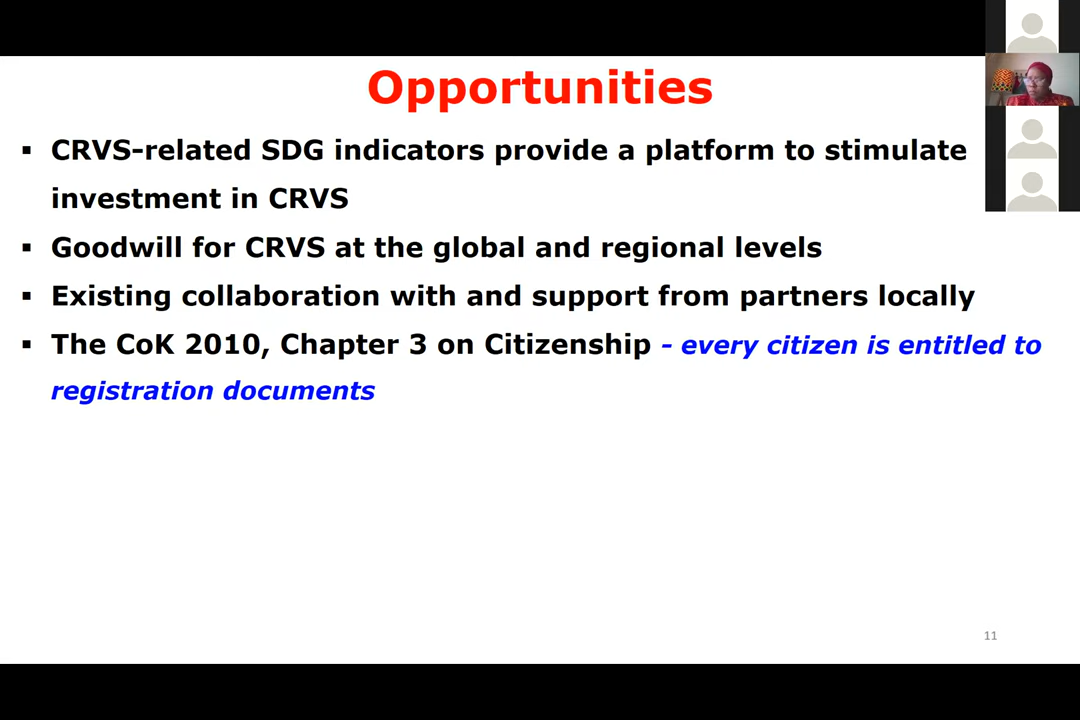 Opportunities
▪ CRVS-related SDG indicators provide a platform to stimulate
investment in CRVS
▪ Goodwill for CRVS at the global and regional levels
▪ Existing collaboration with and support from partners locally
▪ The CoK 2010, Chapter 3 on Citizenship - every citizen is entitled to
registration documents
11